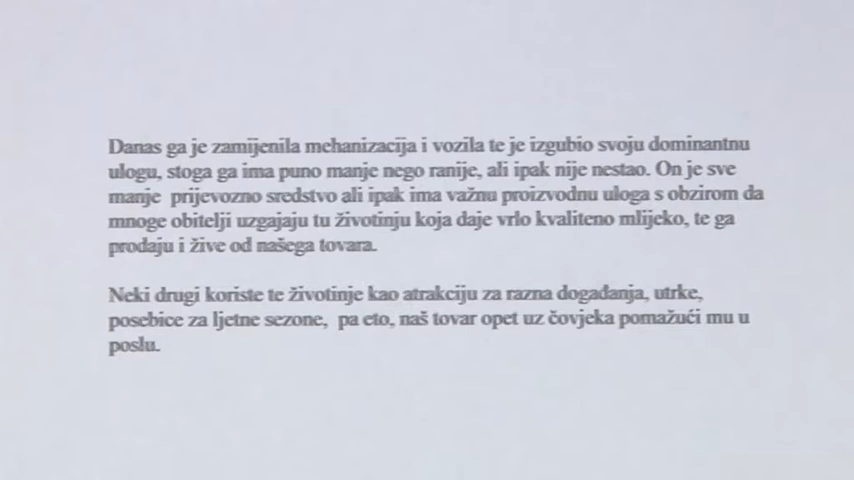 Danas ga je zamijenila mehanizacija i vozila te je izgubio svoju dominantnu
ulogu, stoga ga ima puno manje nego ranije, ali ipak nije nestao. On je sve
manje  prijevozno sredstvo ali ipak ima važnu proizvodnu uloga s obzirom da
mnoge obitelji uzgajaju tu životinju koja daje vrlo kvaliteno mlijeko, te ga
prodaju i žive od našega tovara.

Neki drugi koriste te životinje kao atrakciju za razna događanja, utrke,
posebice za ljetne sezone,  pa eto, naš tovar opet uz čovjeka pomažući mu u
poslu.